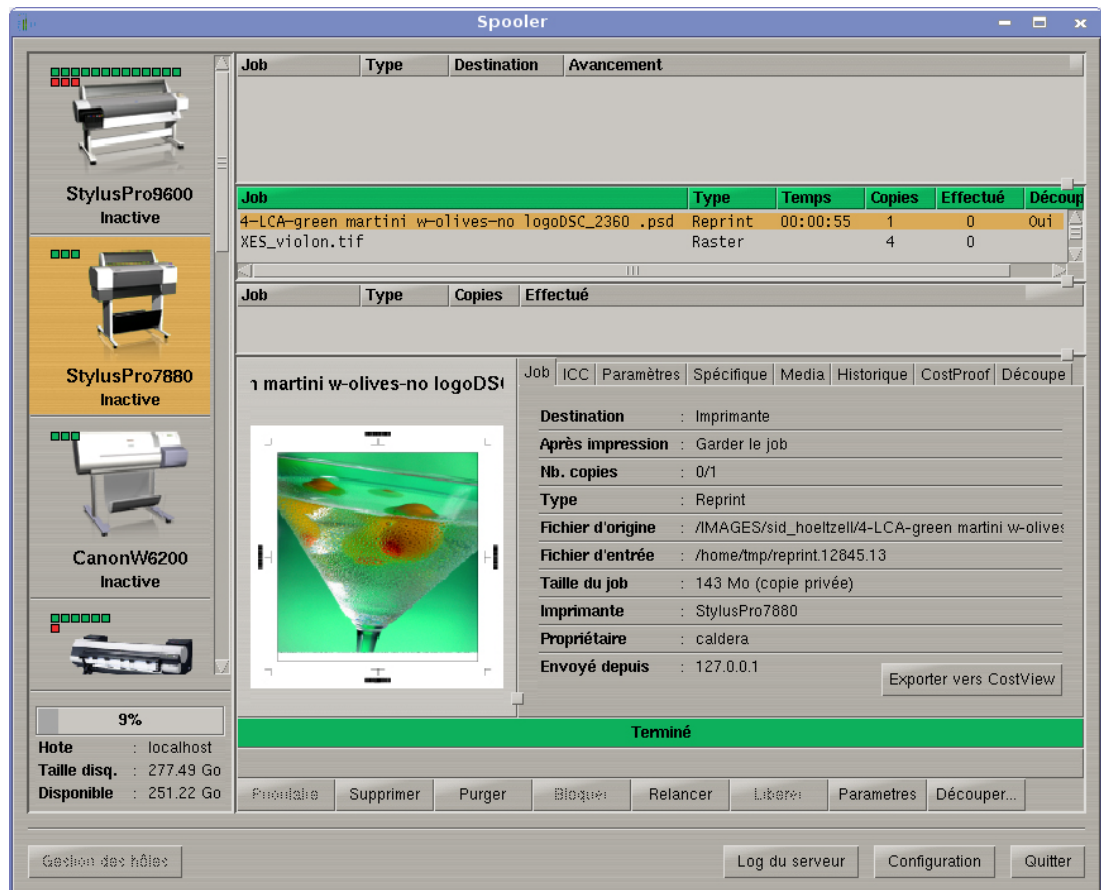 Spooler
StylusPro9600
Inactive
StylusPro7880
Inactive
CanonW6200
Inactive
9%
Hote : localhost
Taille disq. : 277.49 Go
Disponible : 251.22 Go
Job Type Destination Avancement
Job Type Temps Copies Effectué Découp
4-LCA-green martini w-olives-no logoDSC_2360 .psd Reprint 00:00:55 1 0 Oui
XES_violon.tif Raster 4 0
Job Type Copies Effectué
martini w-olives-no logoDS
Job ICC Paramètres Spécifique Media Historique CostProof Découpe
Destination : Imprimante
Après impression : Garder le job
Nb. copies : 0/1
Type : Reprint
Fichier d'origine : /IMAGES/sid_hoeltzell/4-LCA-green martini w-olives
Fichier d'entrée : /home/tmp/reprint.12845.13
Taille du job : 143 Mo (copie privée)
Imprimante : StylusPro7880
Propriétaire : caldera
Envoyé depuis : 127.0.0.1
Exporter vers CostView
Terminé
Prioritaire Supprimer Purger Bloquer Relancer Libérer Parametres Découper...
Gestion des hôtes Log du serveur Configuration Quitter